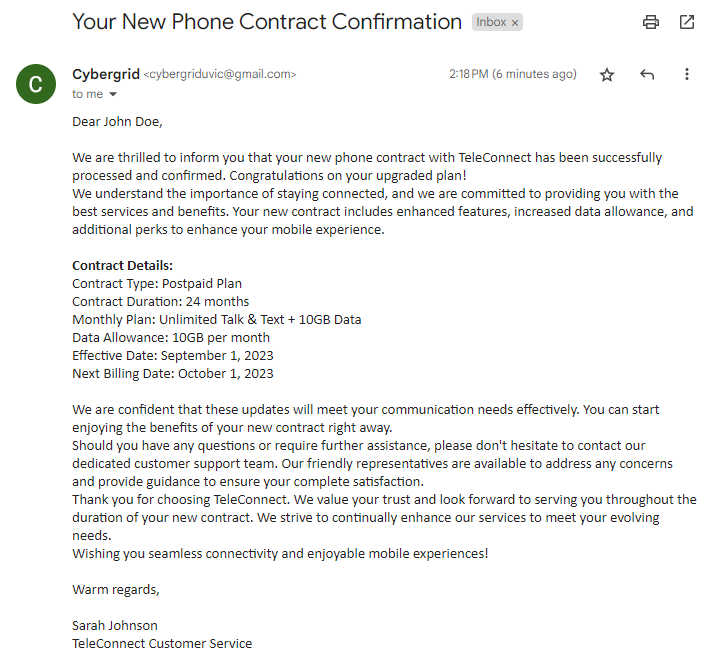 Your New Phone Contract Confirmation Inbox ×
C
Cybergrid <cybergriduvic@gmail.com> 2:18 PM (6 minutes ago)
to me
Dear John Doe,
We are thrilled to inform you that your new phone contract with TeleConnect has been successfully
processed and confirmed. Congratulations on your upgraded plan!
We understand the importance of staying connected, and we are committed to providing you with the
best services and benefits. Your new contract includes enhanced features, increased data allowance, and
additional perks to enhance your mobile experience.
Contract Details:
Contract Type: Postpaid Plan
Contract Duration: 24 months
Monthly Plan: Unlimited Talk & Text + 10GB Data
Data Allowance: 10GB per month
Effective Date: September 1, 2023
Next Billing Date: October 1, 2023
We are confident that these updates will meet your communication needs effectively. You can start
enjoying the benefits of your new contract right away.
Should you have any questions or require further assistance, please don't hesitate to contact our
dedicated customer support team. Our friendly representatives are available to address any concerns
and provide guidance to ensure your complete satisfaction.
Thank you for choosing TeleConnect. We value your trust and look forward to serving you throughout the
duration of your new contract. We strive to continually enhance our services to meet your evolving
needs.
Wishing you seamless connectivity and enjoyable mobile experiences!
Warm regards,
Sarah Johnson
TeleConnect Customer Service